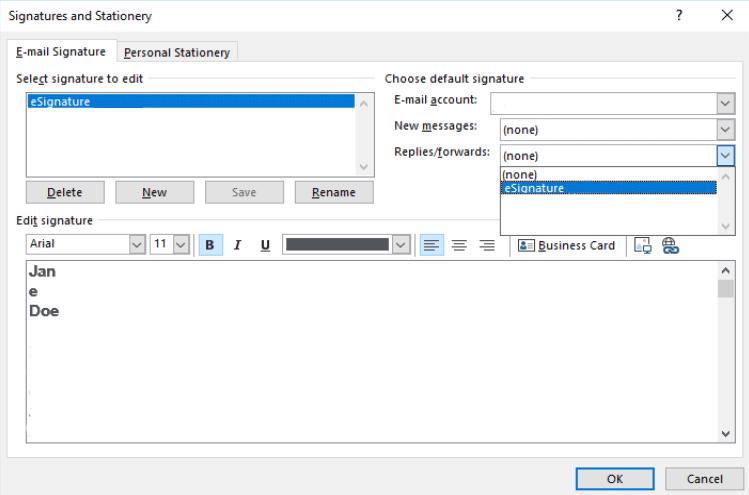 Signatures and Stationery ? X
E-mail Signature Personal Stationery
Select signature to edit
eSignature
Delete New Save Rename
Choose default signature
E-mail account:
New messages: (none)
Replies/forwards: (none)
(none)
eSignature
Edit signature
Arial 11 B I U Business Card
Jan
e
Doe
OK Cancel